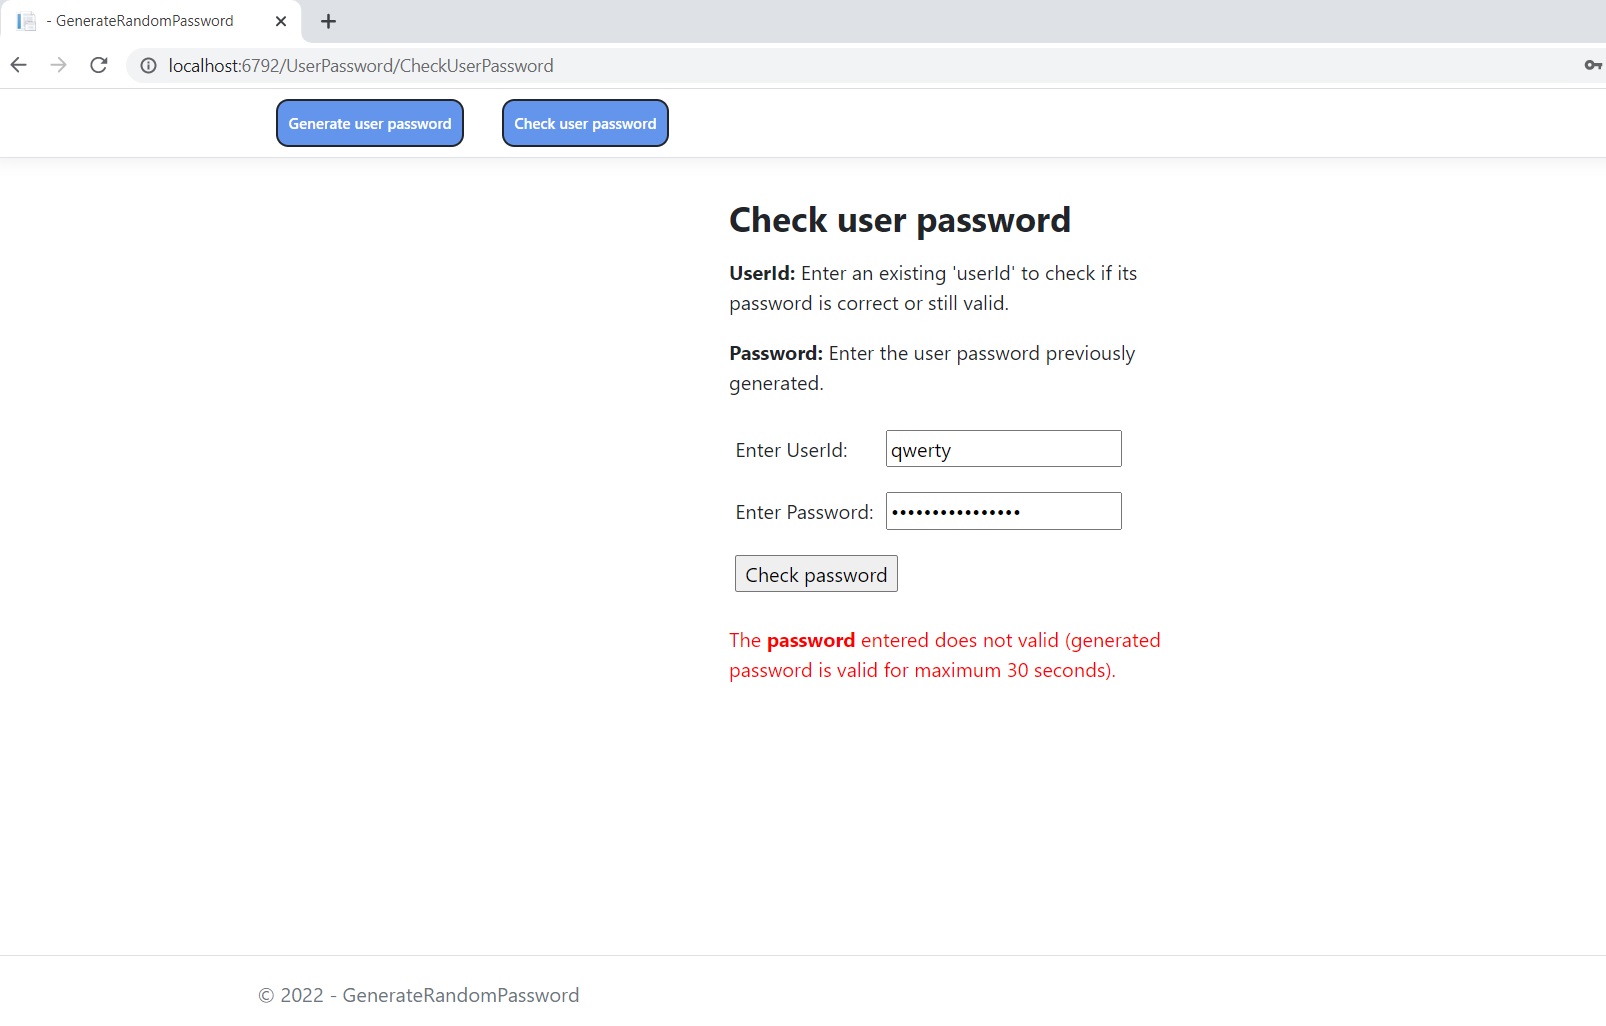 - GenerateRandomPassword
localhost:6792/UserPassword/CheckUserPassword
Generate user password
Check user password
Check user password
UserId: Enter an existing 'userId' to check if its
password is correct or still valid.
Password: Enter the user password previously
generated.
Enter UserId:
qwerty
Enter Password:
••••••••••••••••
Check password
The password entered does not valid (generated
password is valid for maximum 30 seconds).
© 2022 - GenerateRandomPassword